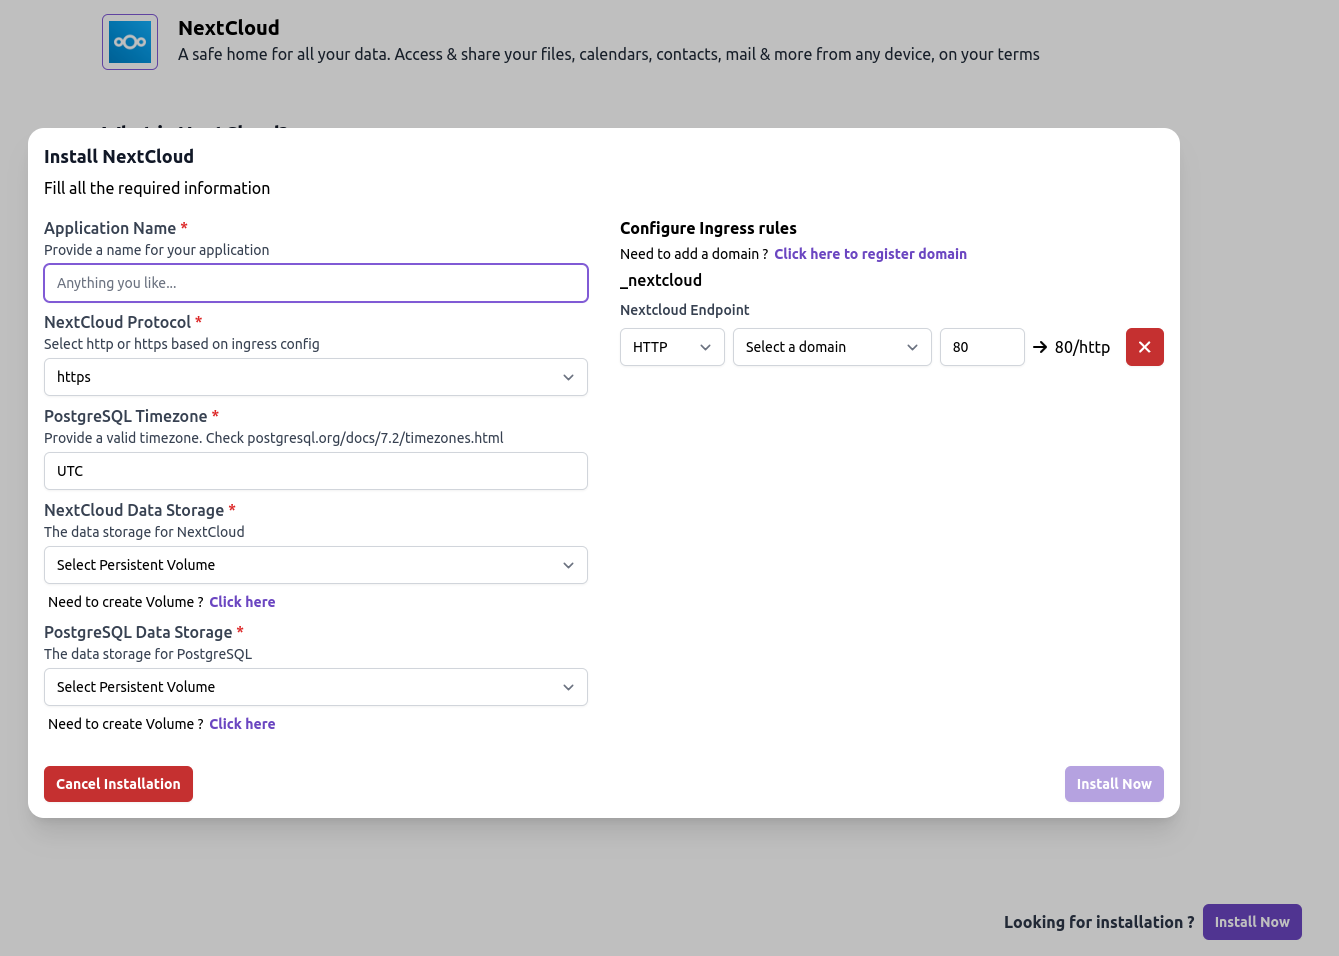 NextCloud
A safe home for all your data. Access & share your files, calendars, contacts, mail & more from any device, on your terms
Install NextCloud
Fill all the required information
Application Name *
Provide a name for your application
Anything you like...
NextCloud Protocol *
Select http or https based on ingress config
https
PostgreSQL Timezone *
Provide a valid timezone. Check postgresql.org/docs/7.2/timezones.html
UTC
NextCloud Data Storage *
The data storage for NextCloud
Select Persistent Volume
Need to create Volume ? Click here
PostgreSQL Data Storage *
The data storage for PostgreSQL
Select Persistent Volume
Need to create Volume ? Click here
Configure Ingress rules
Need to add a domain ? Click here to register domain
_nextcloud
Nextcloud Endpoint
HTTP Select a domain 80 → 80/http
Cancel Installation
Install Now
Looking for installation ? Install Now